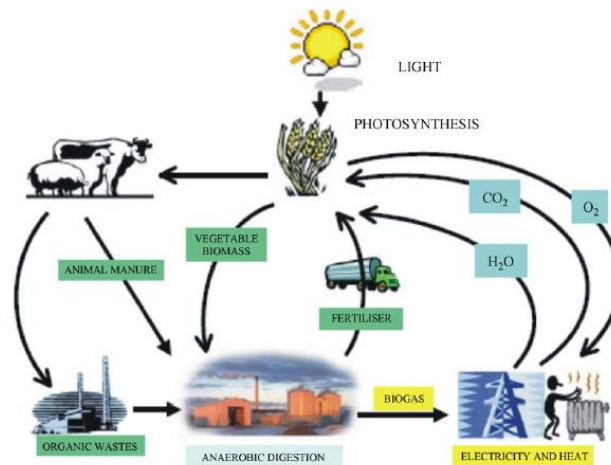 LIGHT
PHOTOSYNTHESIS
CO₂
O₂
VEGETABLE
BIOMASS
H₂O
ANIMAL MANURE
FERTILISER
BIOGAS
ORGANIC WASTES
ANAEROBIC DIGESTION
ELECTRICITY AND HEAT